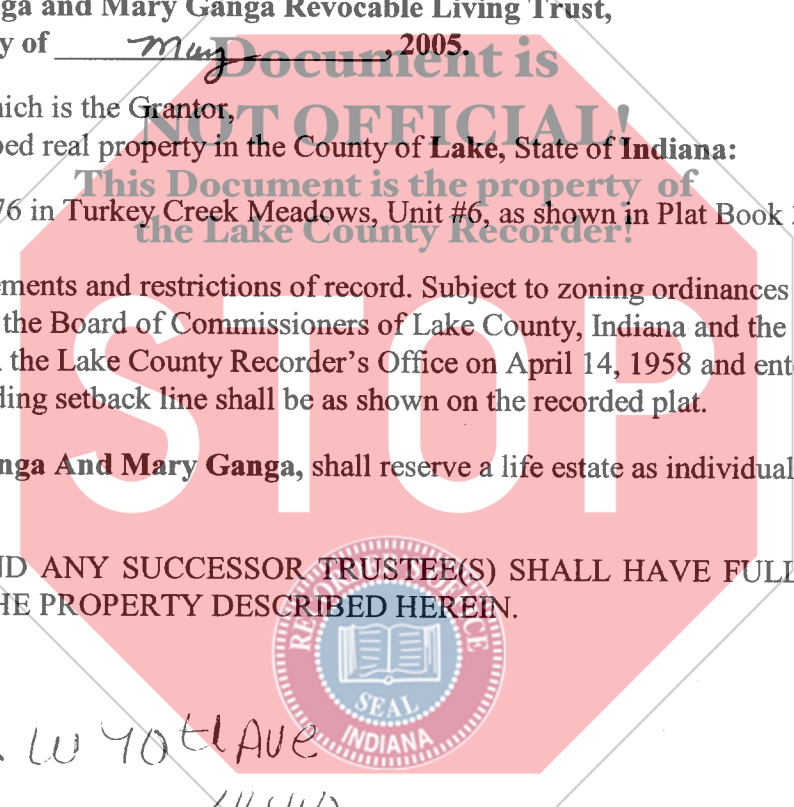 ga and Mary Ganga Revocable Living Trust,
y of May, 2005.
Document is
hich is the Grantor,
NOT OFFICIAL!
ed real property in the County of Lake, State of Indiana:
This Document is the property of
76 in Turkey Creek Meadows, Unit #6, as shown in Plat Book
the Lake County Recorder!
ements and restrictions of record. Subject to zoning ordinances
the Board of Commissioners of Lake County, Indiana and the
the Lake County Recorder's Office on April 14, 1958 and ent
ding setback line shall be as shown on the recorded plat.
STOP
nga And Mary Ganga, shall reserve a life estate as individual
ND ANY SUCCESSOR TRUSTEE(S) SHALL HAVE FULL
HE PROPERTY DESCRIBED HEREIN.
RECORDER'S OFFICE
SEAL
INDIANA
W 40th Ave